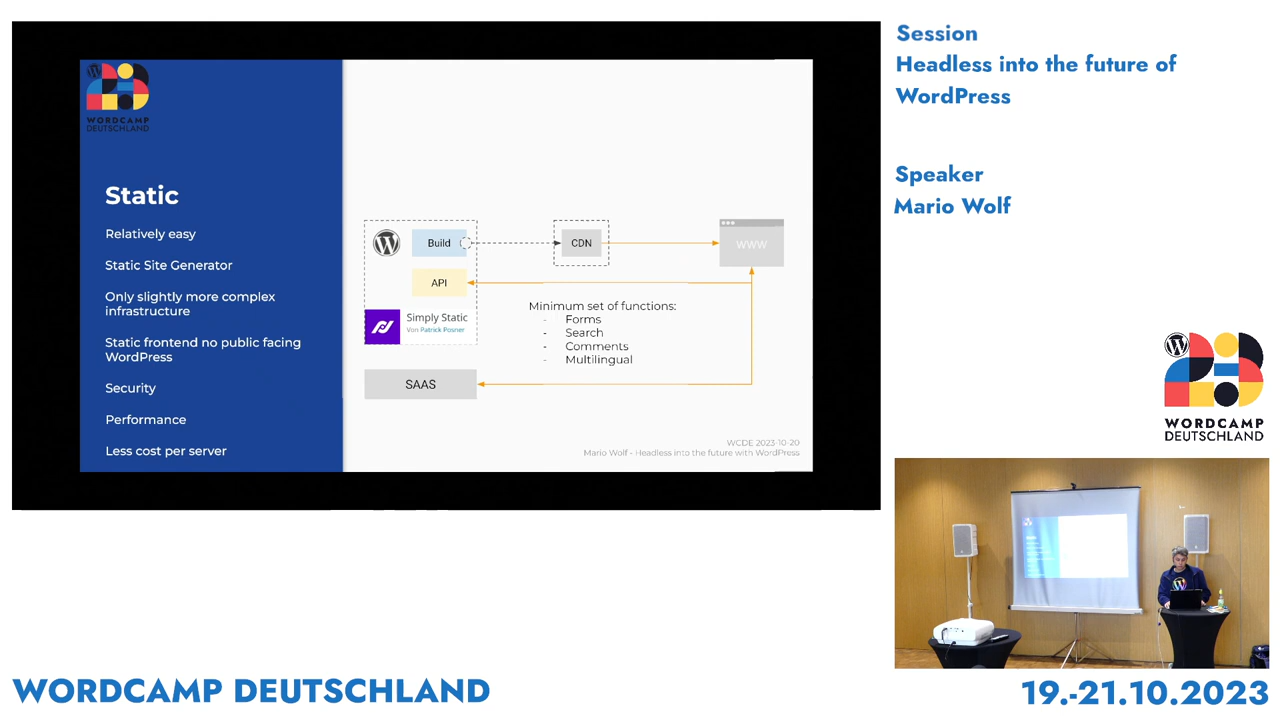 WORDCAMP
DEUTSCHLAND
Static
Relatively easy
Static Site Generator
Only slightly more complex
infrastructure
Static frontend no public facing
WordPress
Security
Performance
Less cost per server
Build
CDN
WWW
API
Simply Static
Von Patrick Posner
Minimum set of functions:
- Forms
- Search
- Comments
- Multilingual
SAAS
WCDE 2023-10-20
Mario Wolf - Headless into the future with WordPress
Session
Headless into the future of
WordPress
Speaker
Mario Wolf
WORDCAMP
DEUTSCHLAND
WORDCAMP DEUTSCHLAND
19.-21.10.2023